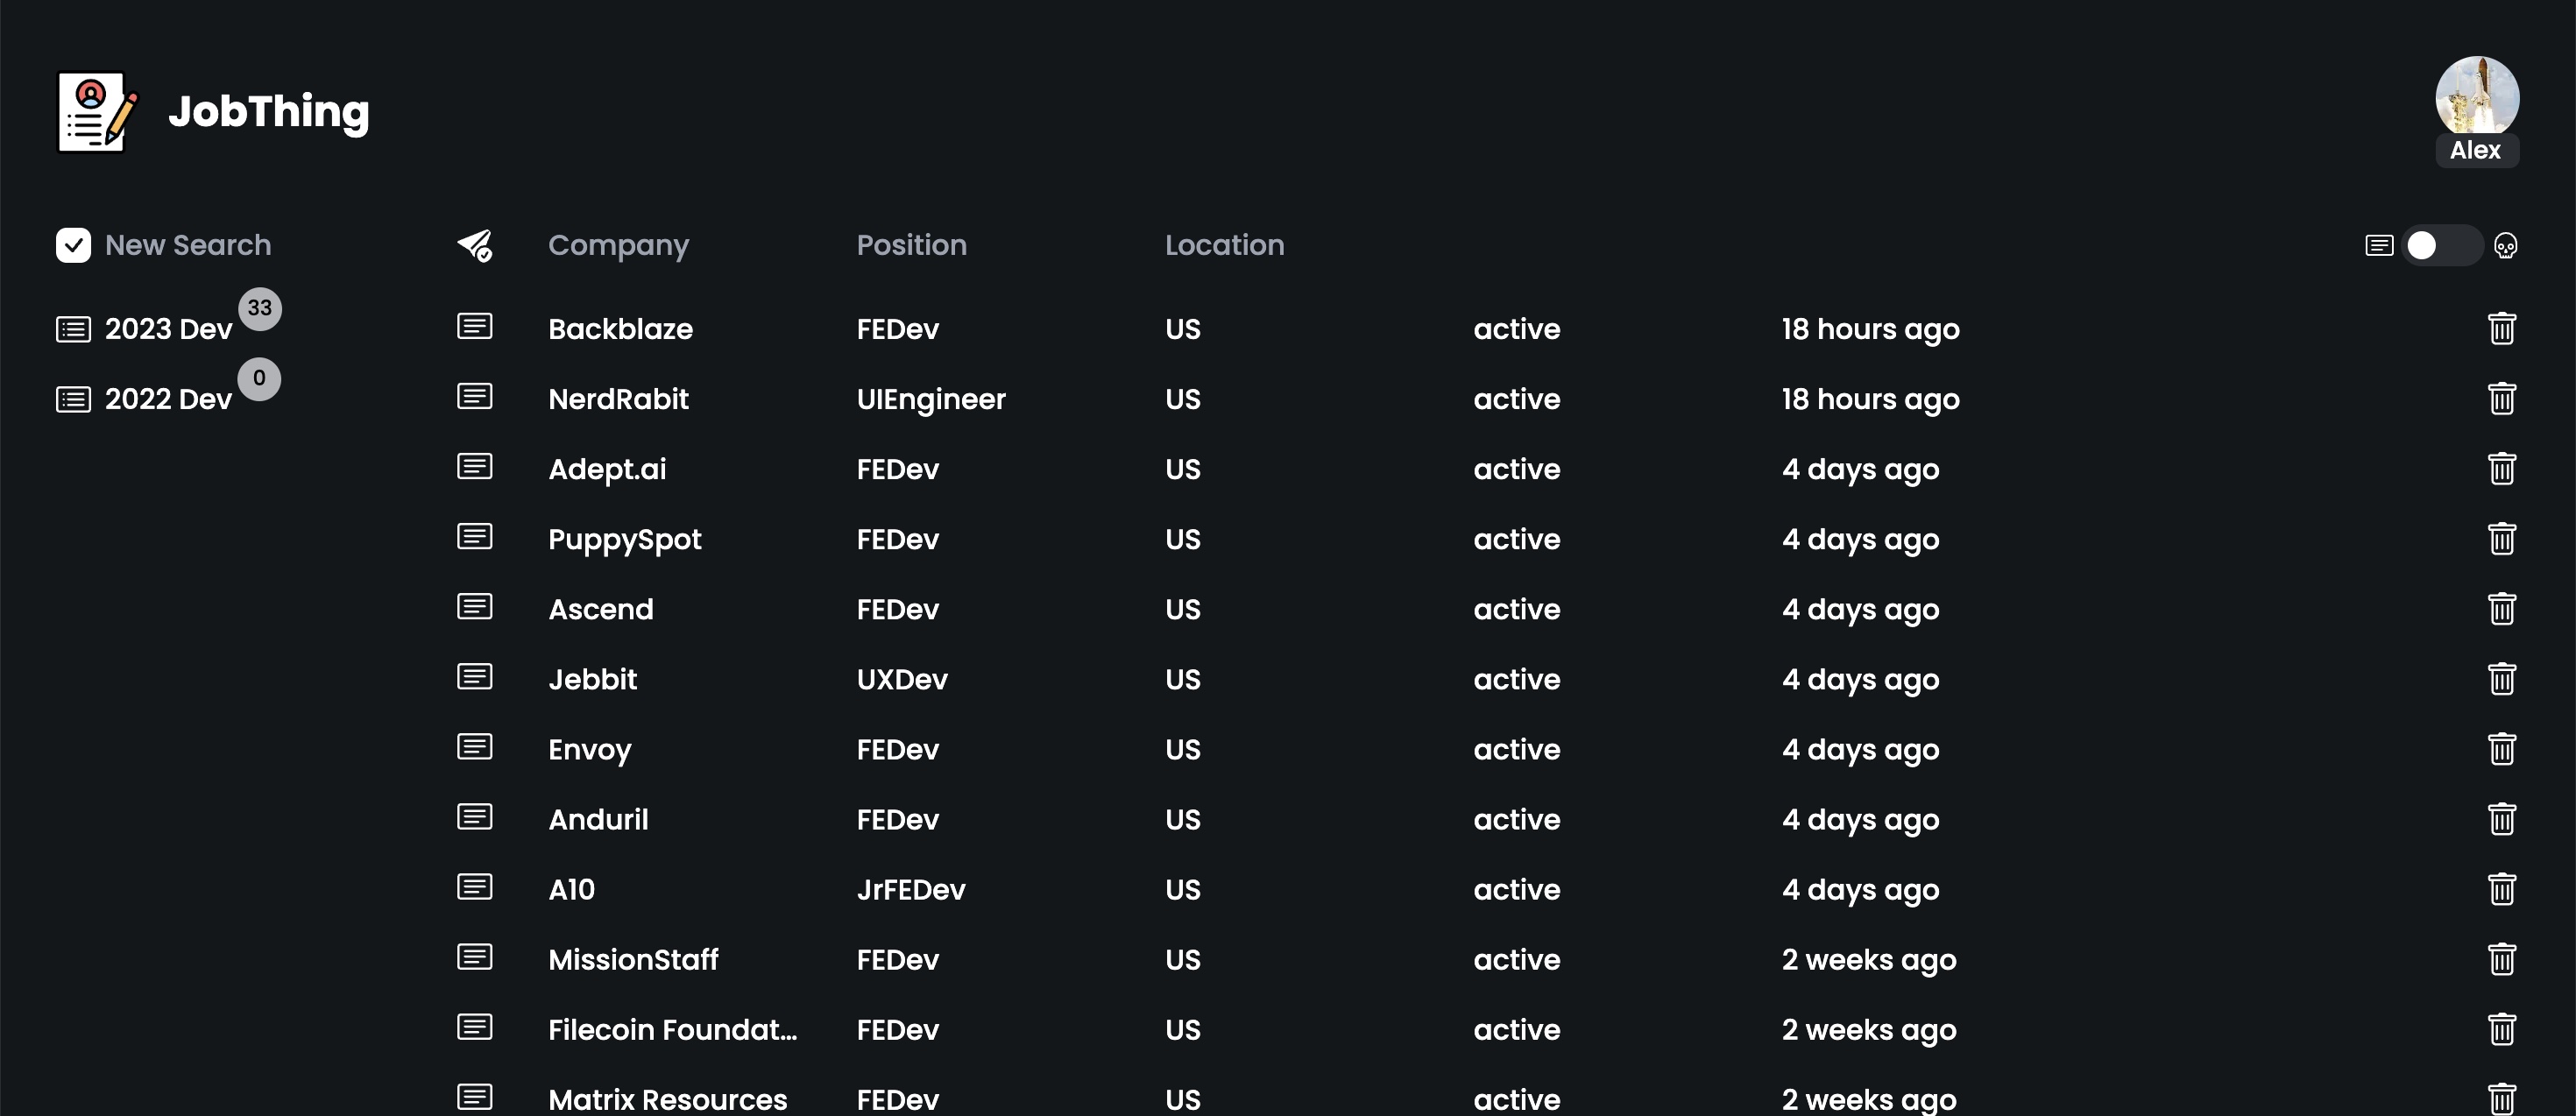 JobThing
Alex
New Search Company Position Location
2023 Dev 33 Backblaze FEDev US active 18 hours ago
2022 Dev 0 NerdRabit UIEngineer US active 18 hours ago
Adept.ai FEDev US active 4 days ago
PuppySpot FEDev US active 4 days ago
Ascend FEDev US active 4 days ago
Jebbit UXDev US active 4 days ago
Envoy FEDev US active 4 days ago
Anduril FEDev US active 4 days ago
A10 JrFEDev US active 4 days ago
MissionStaff FEDev US active 2 weeks ago
Filecoin Foundat... FEDev US active 2 weeks ago
Matrix Resources FEDev US active 2 weeks ago